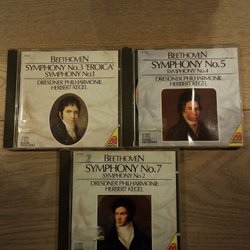 BEETHOVEN
SYMPHONY No.3 'EROICA'
SYMPHONY No.1
DRESDNER PHILHARMONIE
HERBERT KEGEL
BEETHOVEN
SYMPHONY No.5
SYMPHONY No.4
DRESDNER PHILHARMONIE
HERBERT KEGEL
BEETHOVEN
SYMPHONY No.7
SYMPHONY No.2
DRESDNER PHILHARMONIE
HERBERT KEGEL